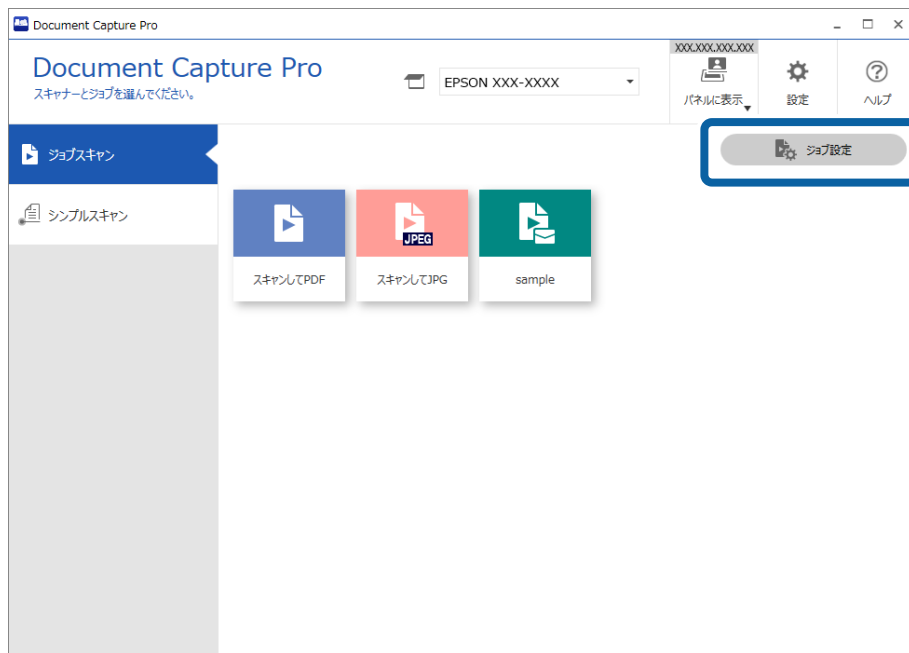 Document Capture Pro
Document Capture Pro
スキャナーとジョブを選んでください。
EPSON XXX-XXXX
XXX.XXX.XXX.XXX
パネルに表示
設定
ヘルプ
ジョブスキャン
ジョブ設定
シンプルスキャン
JPEG
スキャンしてPDF
スキャンしてJPG
sample